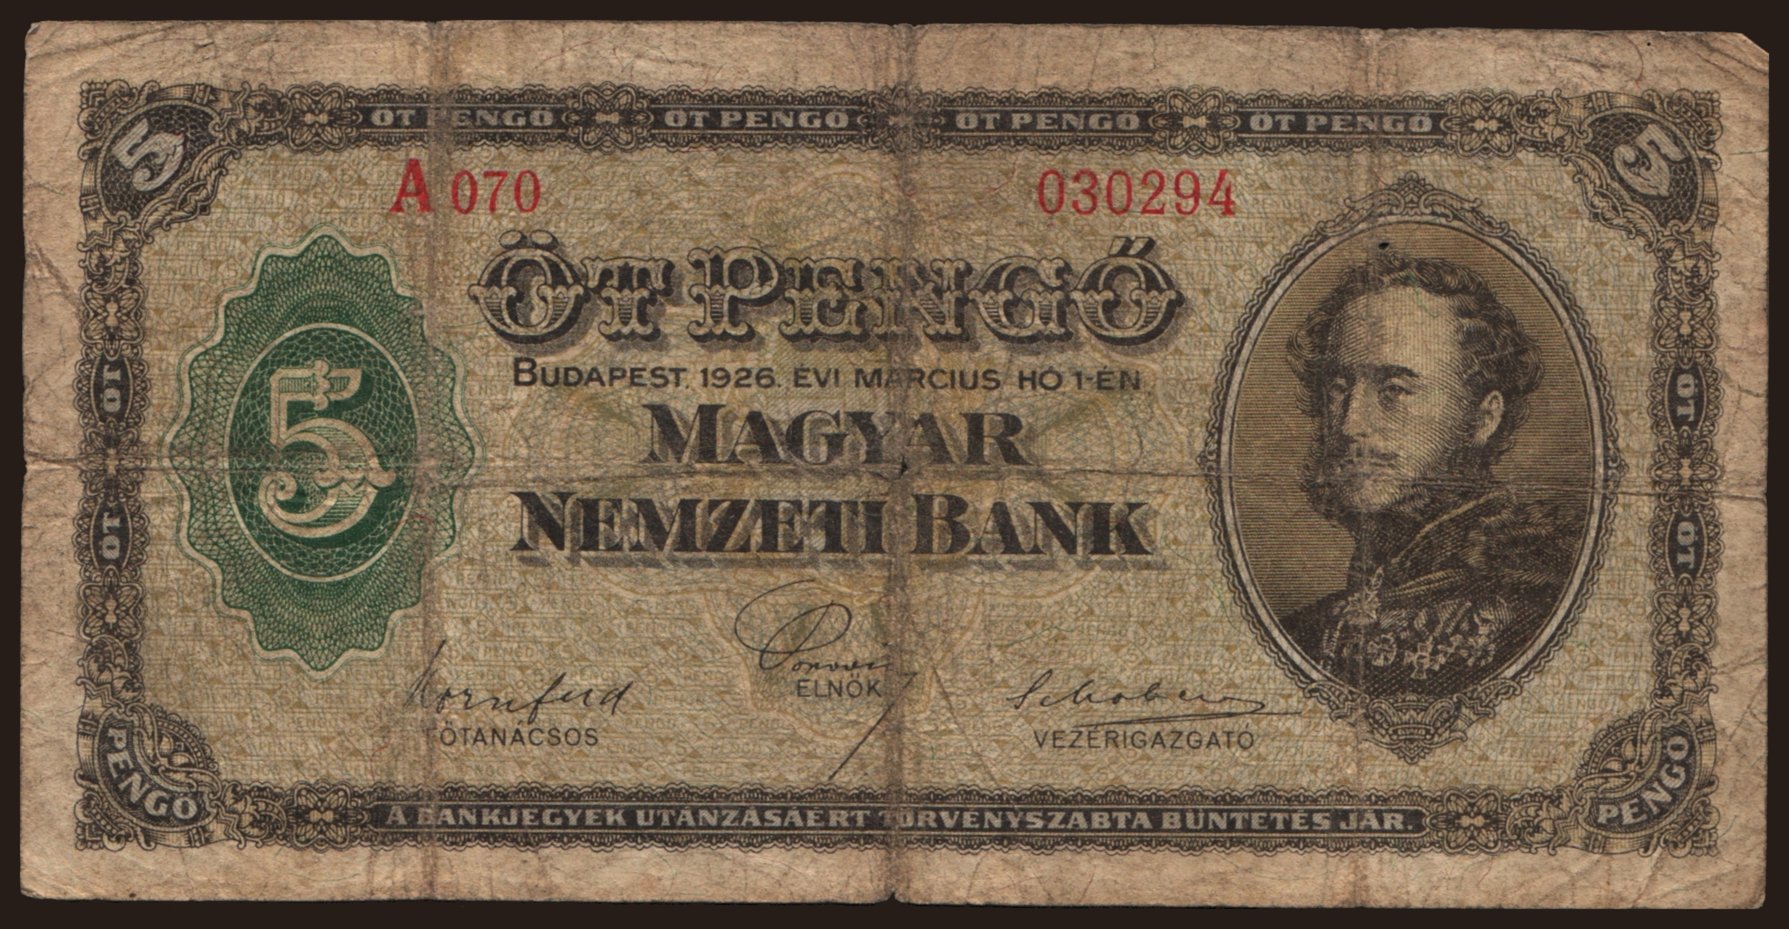 ÖT PENGŐ ÖT PENGŐ ÖT PENGŐ ÖT PENGŐ
5 5
A 070 030294
ÖT PENGŐ
BUDAPEST, 1926. ÉVI MÁRCIUS HÓ 1-ÉN
5
MAGYAR
NEMZETI BANK
ÖT ÖT
ÖT ÖT
Kornfeld
FŐTANÁCSOS
ELNÖK
VEZÉRIGAZGATÓ
PENGŐ PENGŐ
A BANKJEGYEK UTÁNZÁSÁÉRT TÖRVÉNYSZABTA BÜNTETÉS JÁR.